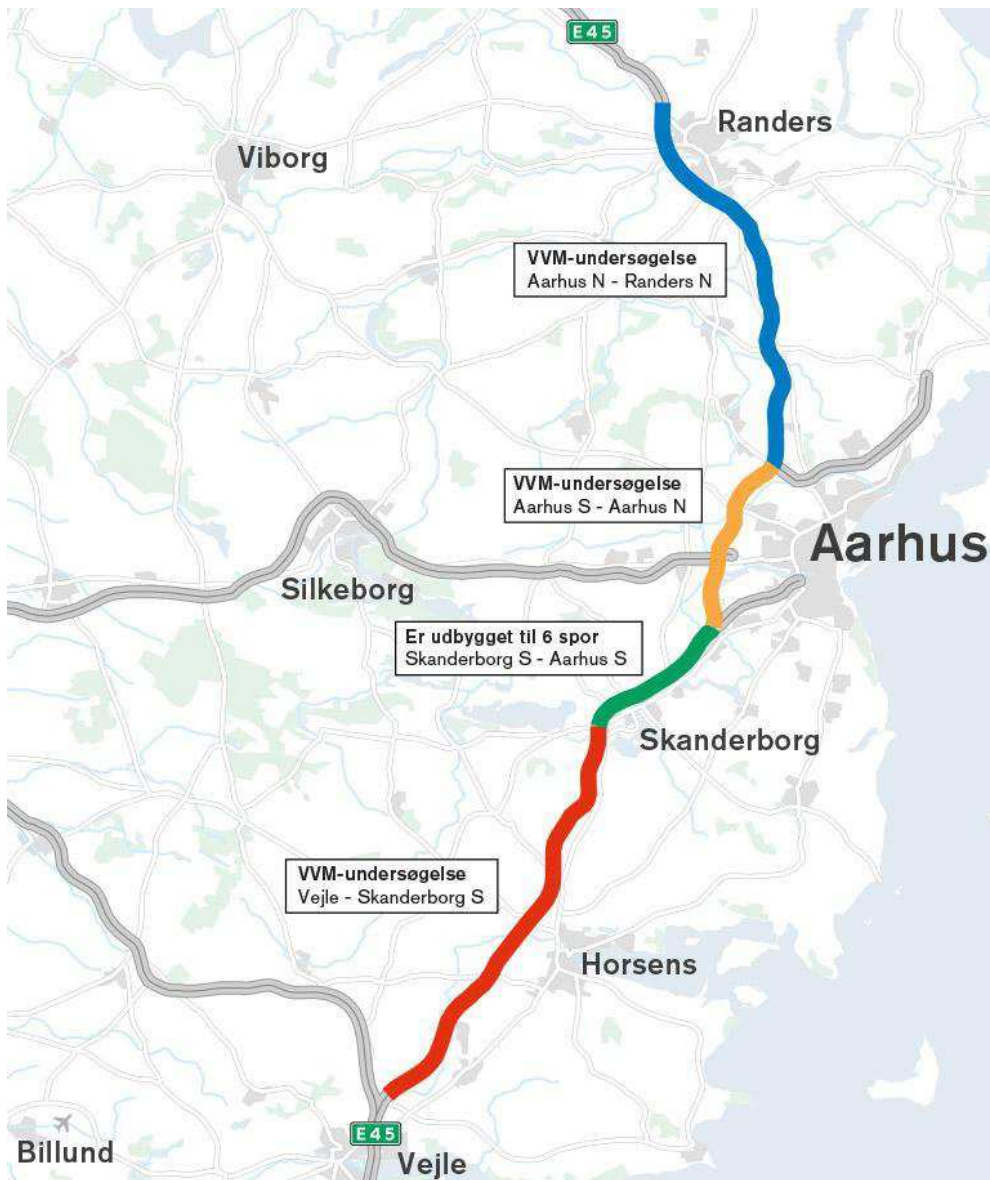 E45
Randers
Viborg
VVM-undersøgelse
Aarhus N - Randers N
VVM-undersøgelse
Aarhus S - Aarhus N
Aarhus
Silkeborg
Er udbygget til 6 spor
Skanderborg S - Aarhus S
Skanderborg
VVM-undersøgelse
Vejle - Skanderborg S
Horsens
E45
Billund
Vejle